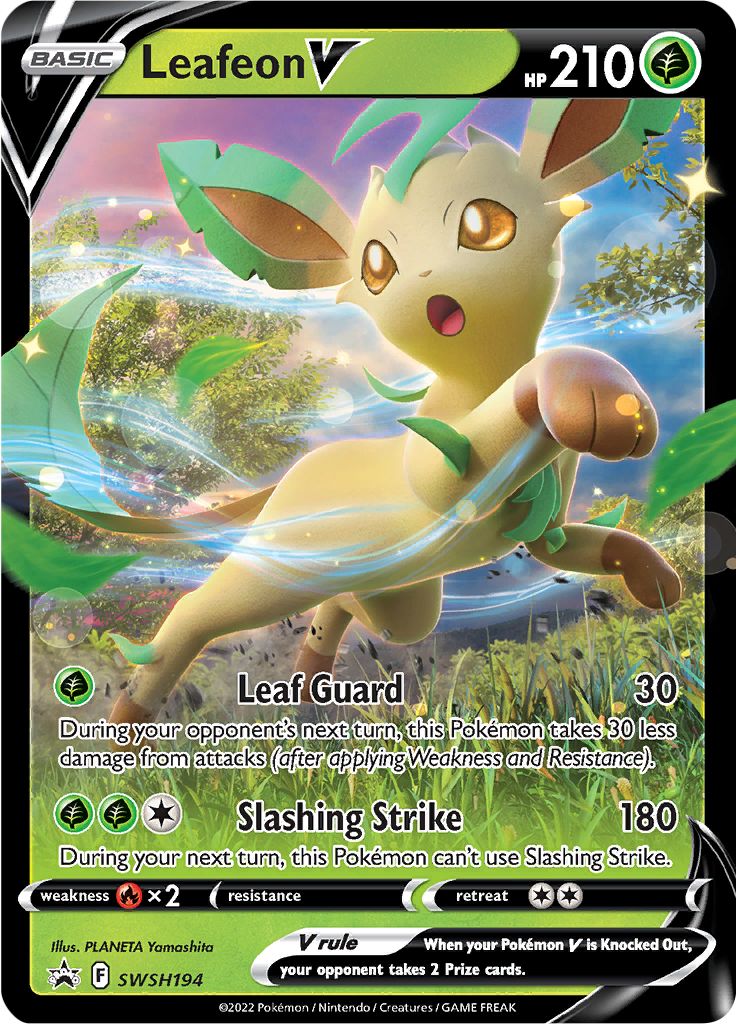 BASIC
Leafeon V
HP 210
Leaf Guard 30
During your opponent's next turn, this Pokémon takes 30 less
damage from attacks (after applying Weakness and Resistance).
Slashing Strike 180
During your next turn, this Pokémon can't use Slashing Strike.
weakness ×2 resistance retreat
Illus. PLANETA Yamashita
V rule When your Pokémon V is Knocked Out,
your opponent takes 2 Prize cards.
F SWSH194
©2022 Pokémon / Nintendo / Creatures / GAME FREAK